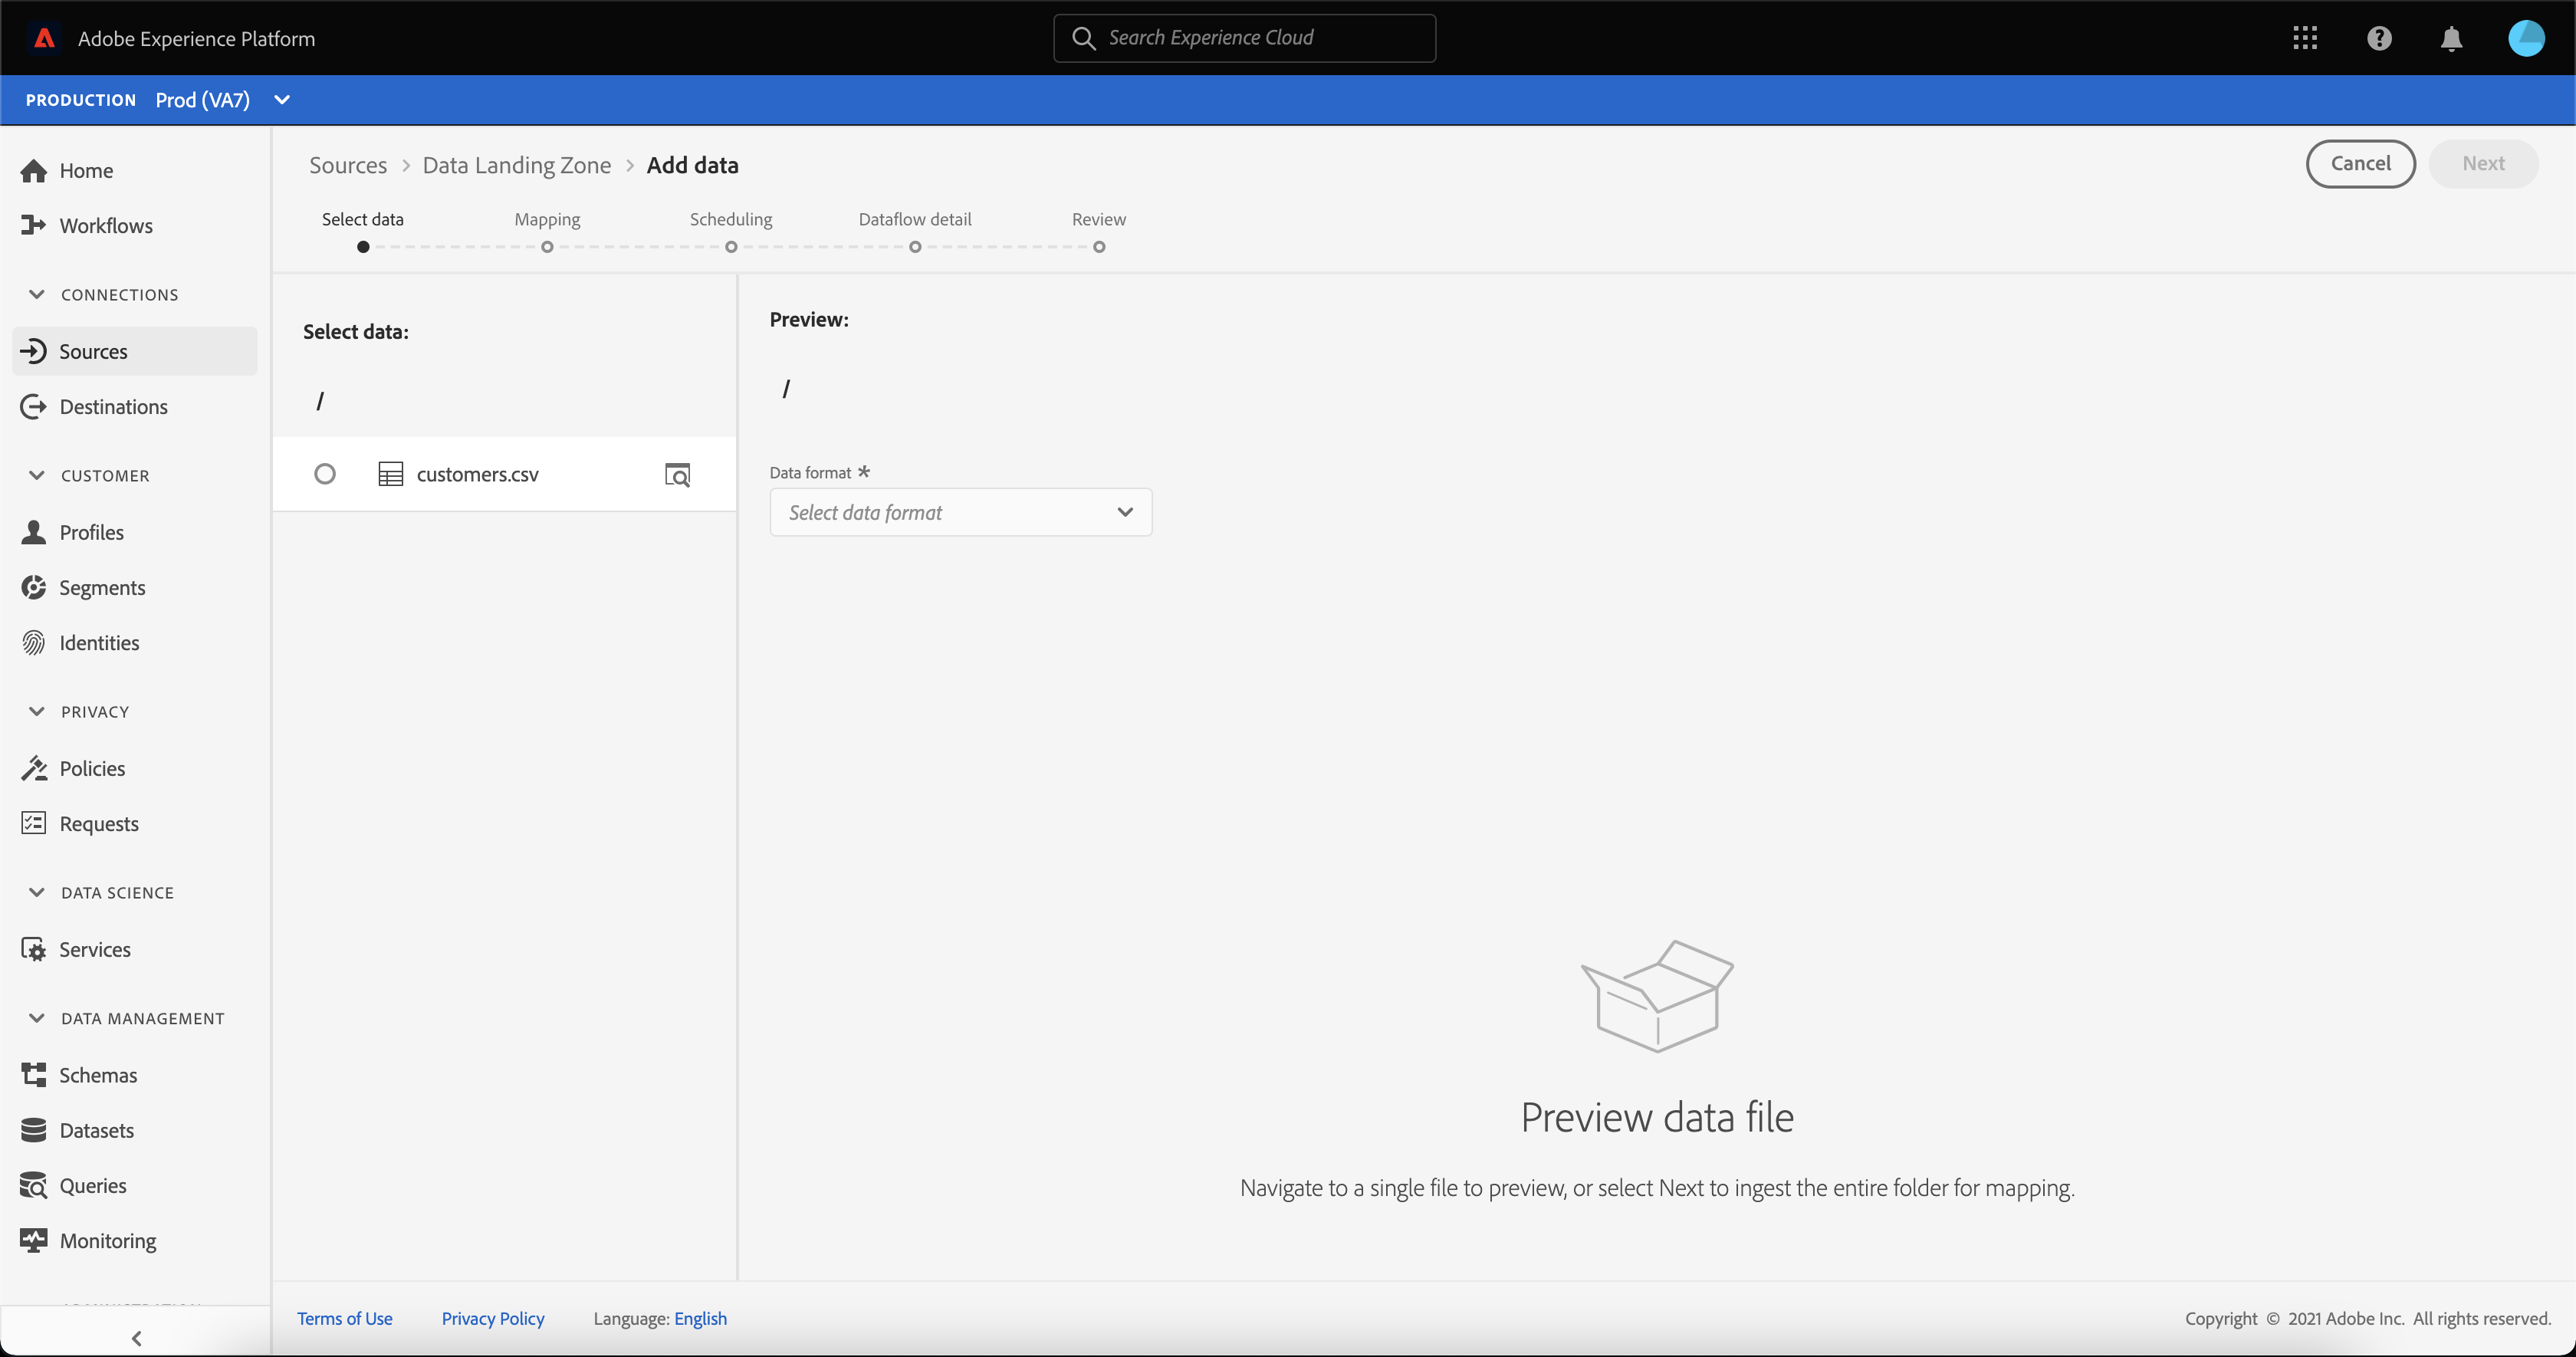 Adobe Experience Platform
Search Experience Cloud
PRODUCTION Prod (VA7)
Home
Workflows
CONNECTIONS
Sources
Destinations
CUSTOMER
Profiles
Segments
Identities
PRIVACY
Policies
Requests
DATA SCIENCE
Services
DATA MANAGEMENT
Schemas
Datasets
Queries
Monitoring
Sources > Data Landing Zone > Add data
Cancel
Next
Select data
Mapping
Scheduling
Dataflow detail
Review
Select data:
/
customers.csv
Preview:
/
Data format *
Select data format
Preview data file
Navigate to a single file to preview, or select Next to ingest the entire folder for mapping.
Terms of Use
Privacy Policy
Language: English
Copyright © 2021 Adobe Inc. All rights reserved.